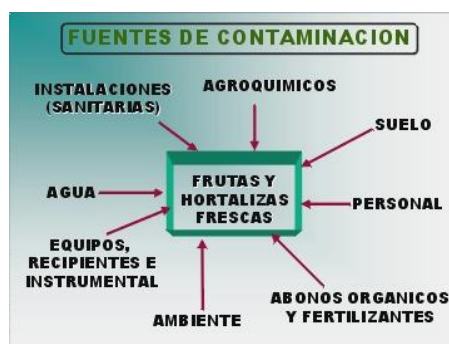 FUENTES DE CONTAMINACION
INSTALACIONES
(SANITARIAS)
AGROQUIMICOS
SUELO
AGUA
FRUTAS Y
HORTALIZAS
FRESCAS
PERSONAL
EQUIPOS,
RECIPIENTES E
INSTRUMENTAL
AMBIENTE
ABONOS ORGANICOS
Y FERTILIZANTES